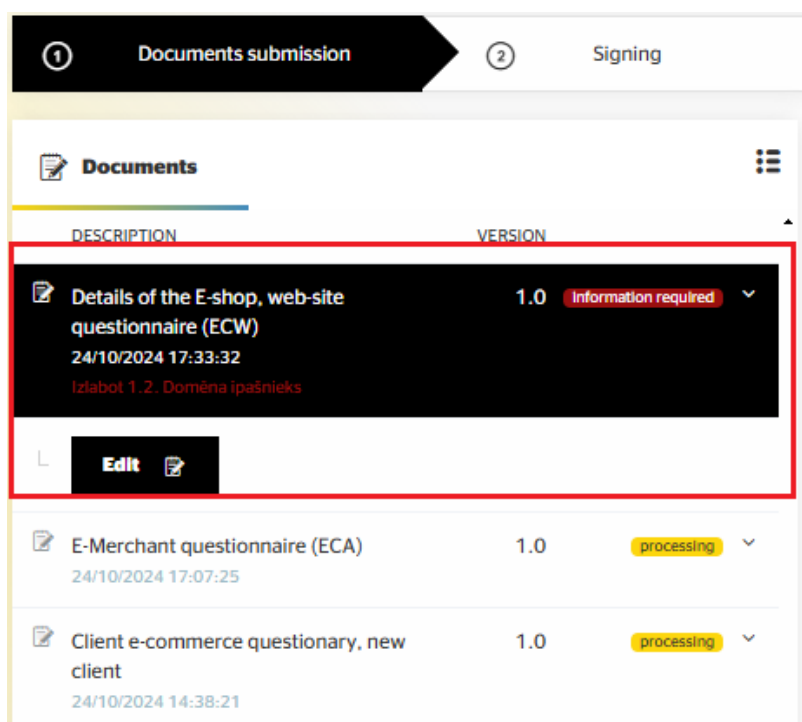 1 Documents submission 2 Signing
Documents
DESCRIPTION VERSION
Details of the E-shop, web-site 1.0 Information required
questionnaire (ECW)
24/10/2024 17:33:32
Izlabot 1.2. Domēna īpašnieks
Edit
E-Merchant questionnaire (ECA) 1.0 processing
24/10/2024 17:07:25
Client e-commerce questionary, new 1.0 processing
client
24/10/2024 14:38:21